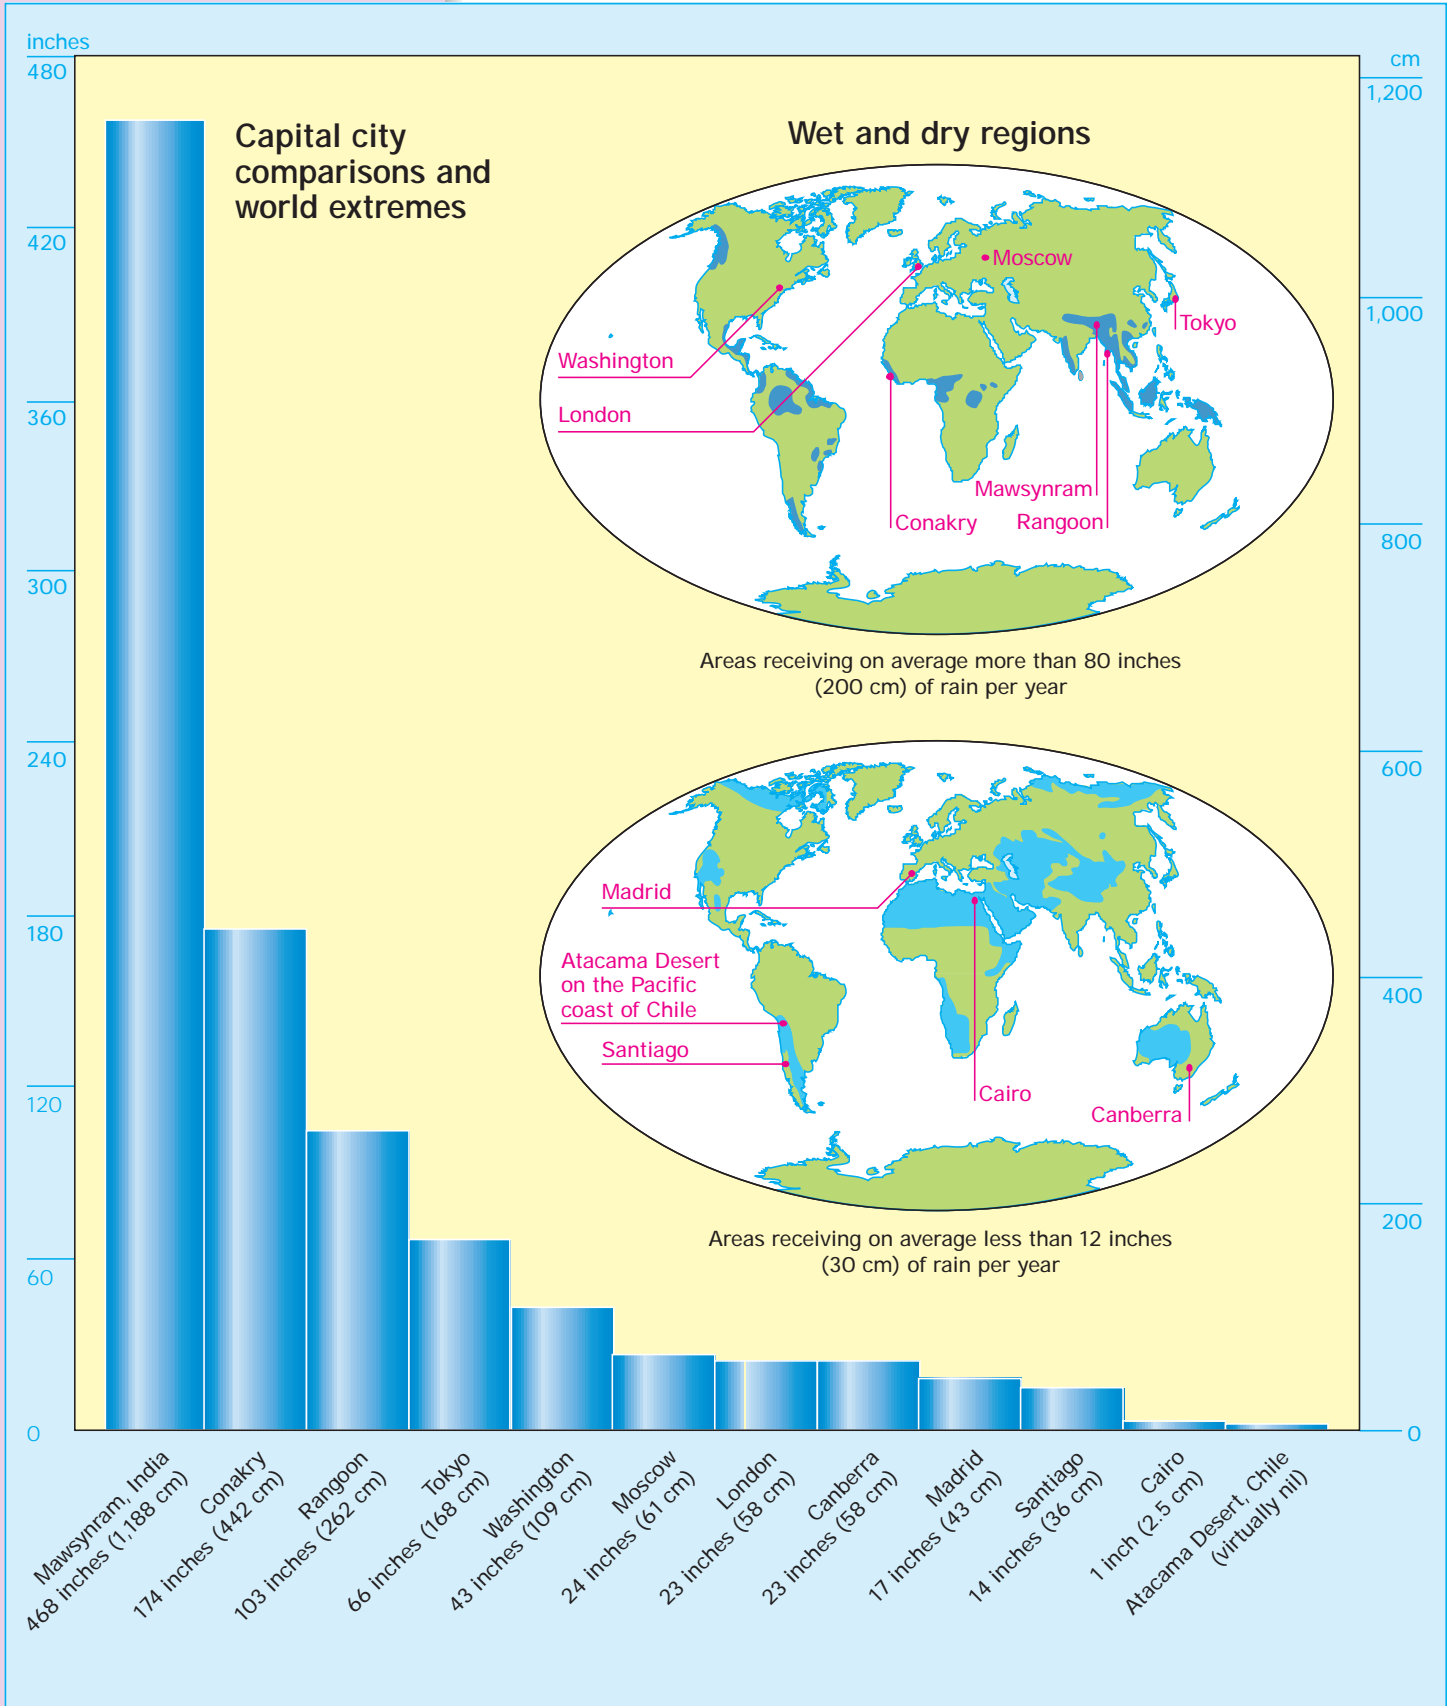 inches
480
420
360
300
240
180
120
60
0
cm
1,200
1,000
800
600
400
200
0
Capital city
comparisons and
world extremes
Wet and dry regions
Moscow
Tokyo
Washington
London
Mawsynram
Conakry
Rangoon
Areas receiving on average more than 80 inches
(200 cm) of rain per year
Madrid
Atacama Desert
on the Pacific
coast of Chile
Santiago
Cairo
Canberra
Areas receiving on average less than 12 inches
(30 cm) of rain per year
Mawsynram, India
468 inches (1,188 cm)
Conakry
174 inches (442 cm)
Rangoon
103 inches (262 cm)
Tokyo
66 inches (168 cm)
Washington
43 inches (109 cm)
Moscow
24 inches (61 cm)
London
23 inches (58 cm)
Canberra
23 inches (58 cm)
Madrid
17 inches (43 cm)
Santiago
14 inches (36 cm)
Cairo
1 inch (2.5 cm)
Atacama Desert, Chile
(virtually nil)